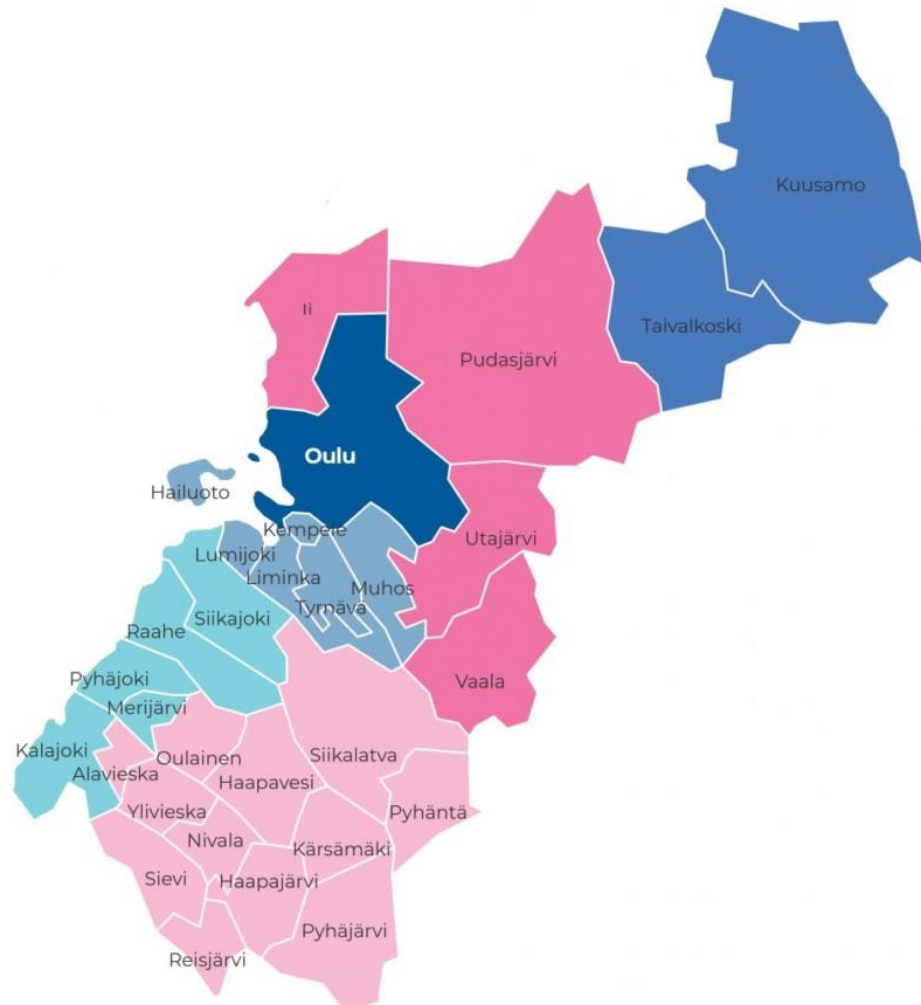 Kuusamo
Ii
Taivalkoski
Pudasjärvi
Oulu
Hailuoto
Kempele
Utajärvi
Lumijoki
Liminka
Muhos
Tyrnävä
Siikajoki
Raahe
Pyhäjoki
Vaala
Merijärvi
Kalajoki
Oulainen
Siikalatva
Alavieska
Haapavesi
Ylivieska
Pyhäntä
Nivala
Kärsämäki
Sievi
Haapajärvi
Pyhäjärvi
Reisjärvi